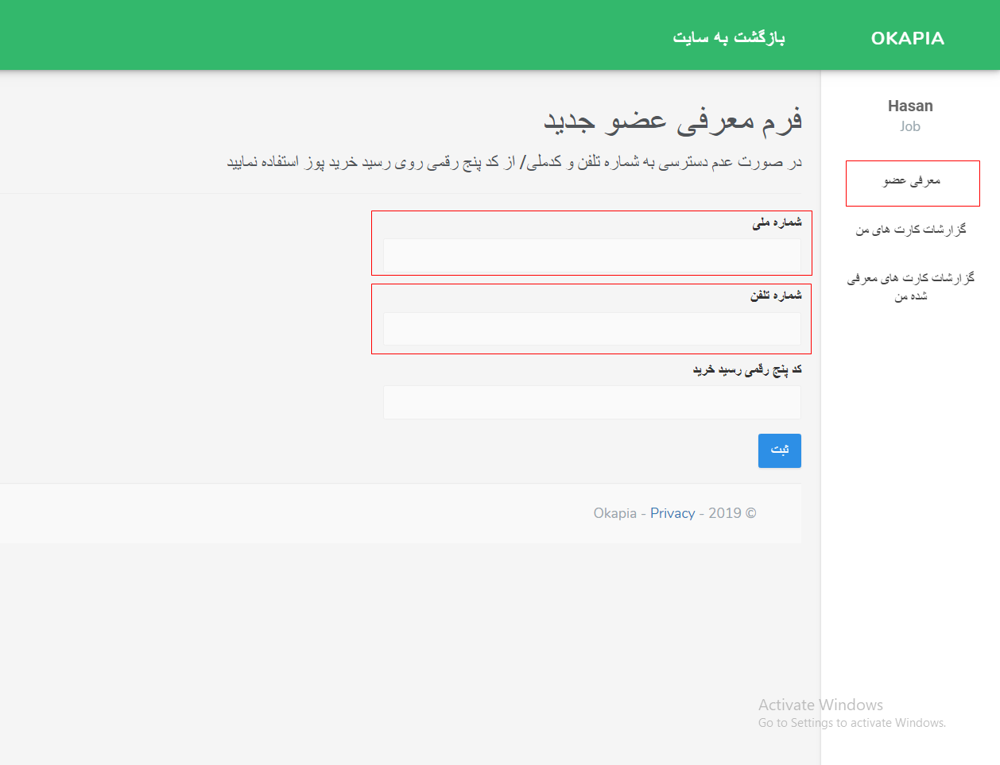 OKAPIA
بازگشت به سایت
Hasan
Job
معرفی عضو
گزارشات کارت های من
گزارشات کارت های معرفی
شده من
فرم معرفی عضو جدید
در صورت عدم دسترسی به شماره تلفن و کدملی/ از کد پنج رقمی روی رسید خرید پوز استفاده نمایید
شماره ملی
شماره تلفن
کد پنج رقمی رسید خرید
ثبت
Okapia - Privacy - 2019 ©
Activate Windows
Go to Settings to activate Windows.